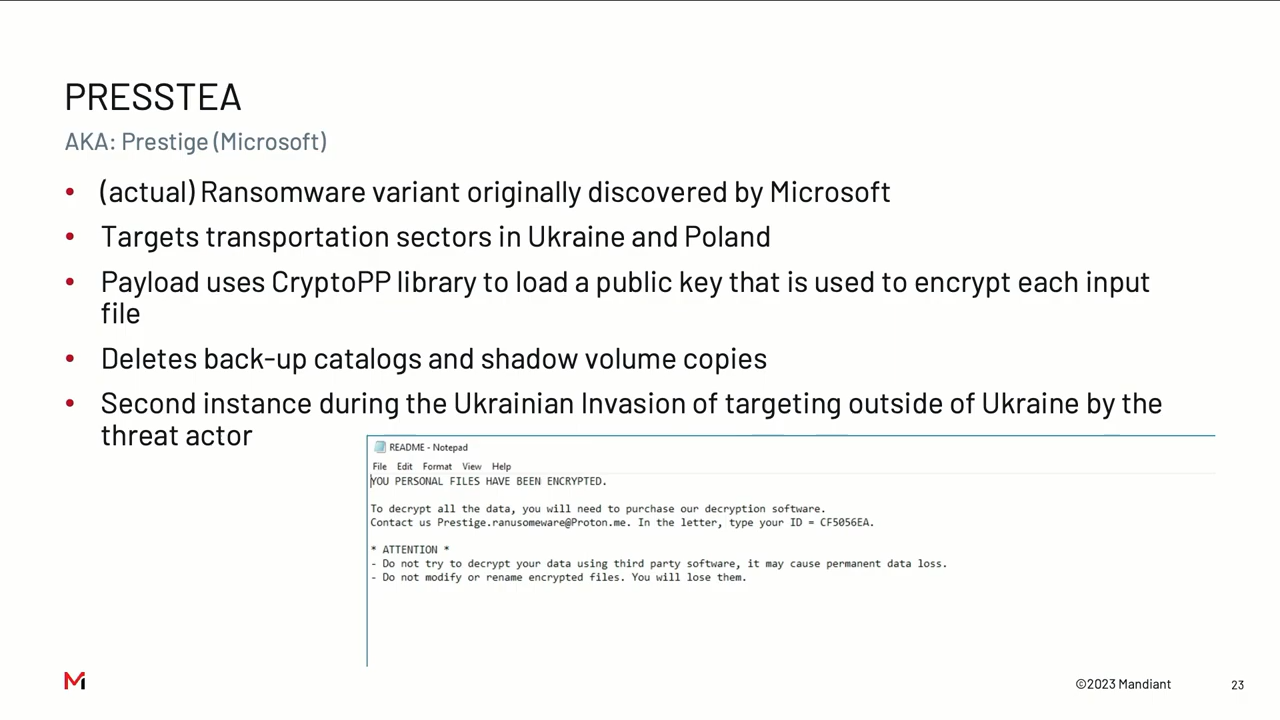 PRESSTEA
AKA: Prestige (Microsoft)
• (actual) Ransomware variant originally discovered by Microsoft
• Targets transportation sectors in Ukraine and Poland
• Payload uses CryptoPP library to load a public key that is used to encrypt each input
file
• Deletes back-up catalogs and shadow volume copies
• Second instance during the Ukrainian Invasion of targeting outside of Ukraine by the
threat actor
README - Notepad
File Edit Format View Help
YOU PERSONAL FILES HAVE BEEN ENCRYPTED.
To decrypt all the data, you will need to purchase our decryption software.
Contact us Prestige.ranusomeware@Proton.me. In the letter, type your ID = CF5056EA.
* ATTENTION *
- Do not try to decrypt your data using third party software, it may cause permanent data loss.
- Do not modify or rename encrypted files. You will lose them.
©2023 Mandiant
23